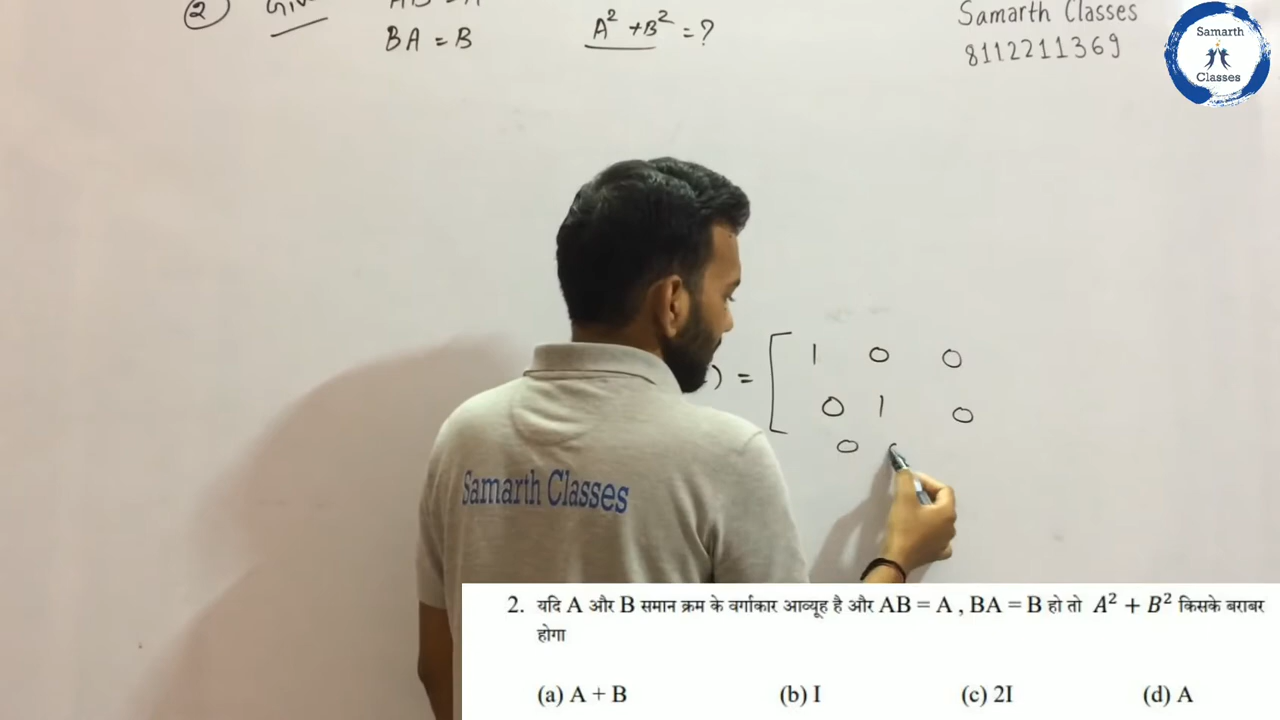 2
BA = B
A² + B² = ?
Samarth Classes
8112211369
Samarth
Classes
) = [ 1 0 0
0 1 0
0
Samarth Classes
2. यदि A और B समान क्रम के वर्गाकार आव्यूह है और AB = A , BA = B हो तो A² + B² किसके बराबर
होगा
(a) A + B (b) I (c) 2I (d) A